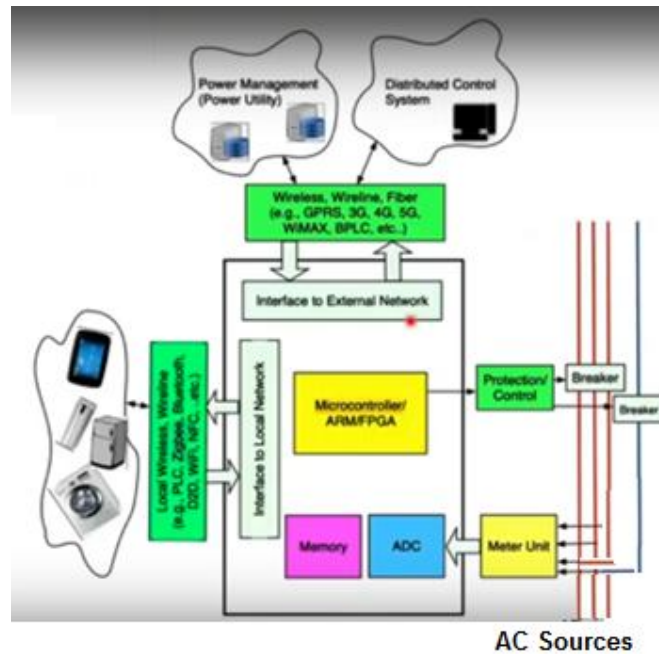 Power Management
(Power Utility)
Distributed Control
System
Wireless, Wireline, Fiber
(e.g., GPRS, 3G, 4G, 5G,
WiMAX, BPLC, etc..)
Interface to External Network
Local Wireless, Wireline
(e.g., PLC, Zigbee, Bluetooth,
D2D, WiFi, NFC, ..etc.)
Interface to Local Network
Microcontroller/
ARM/FPGA
Protection/
Control
Breaker
Breaker
Memory
ADC
Meter Unit
AC Sources